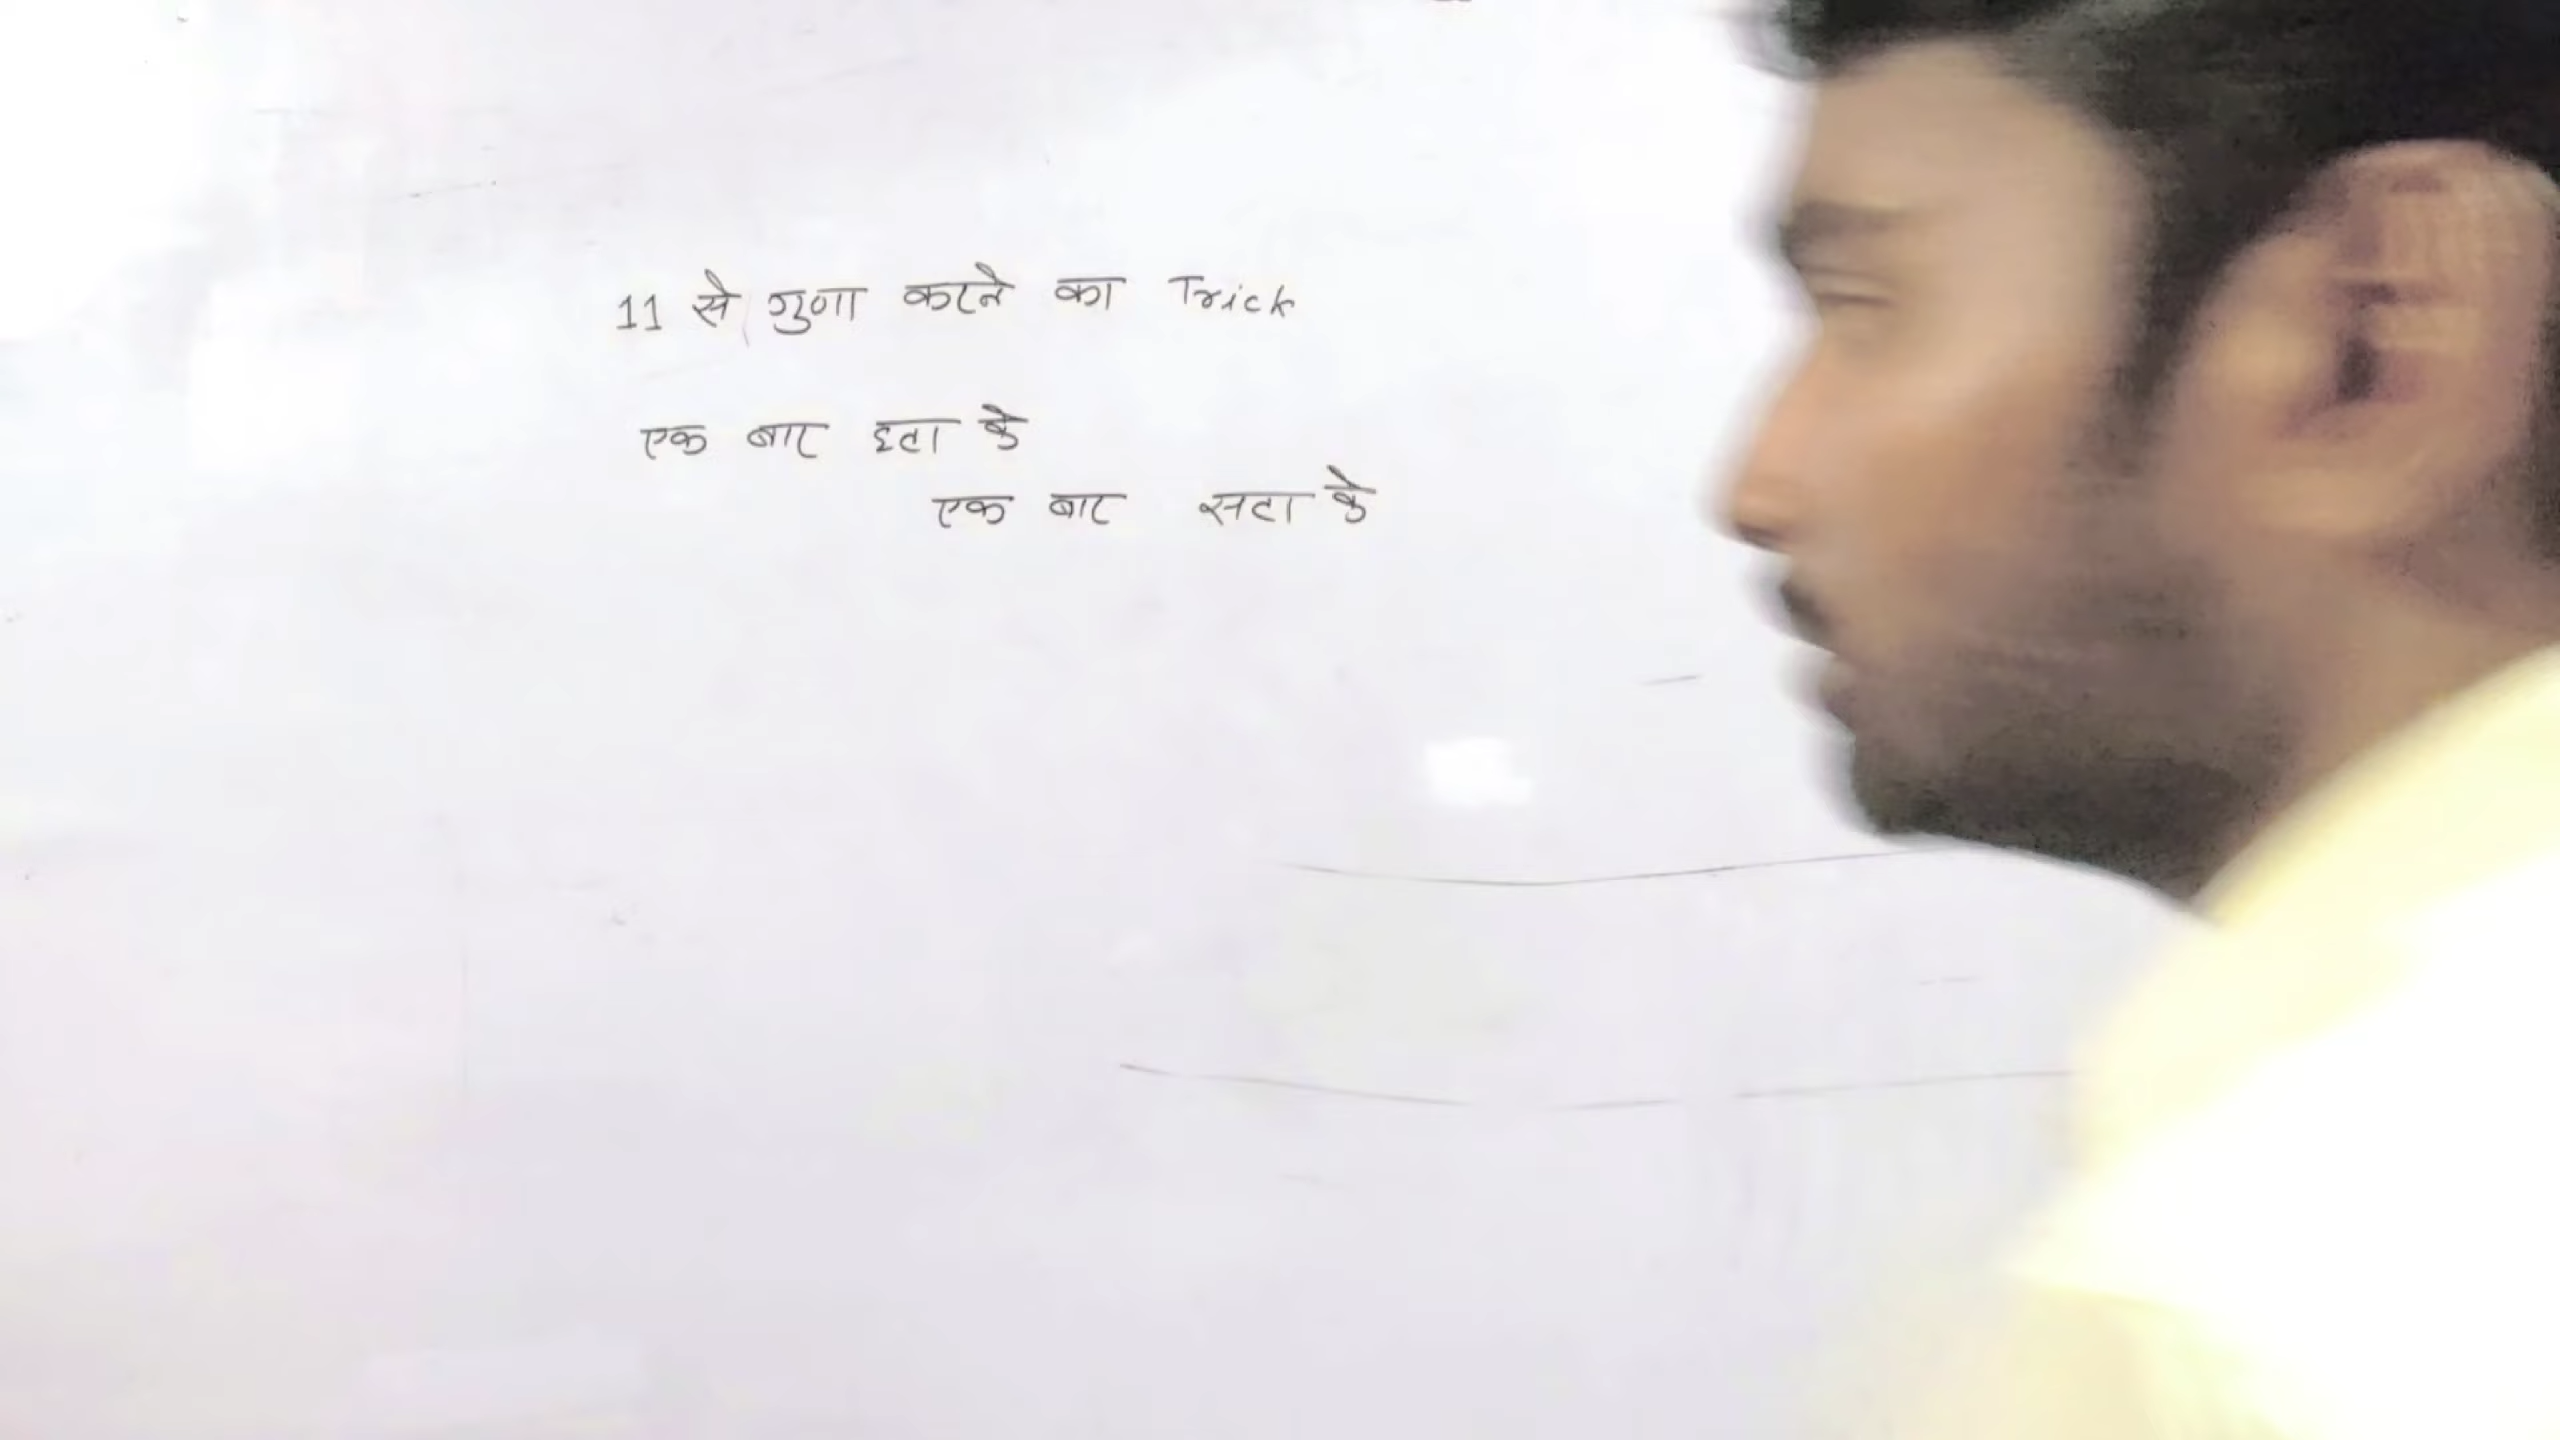 11 से गुणा करने का Trick
एक बार हटा के
एक बार सटा के